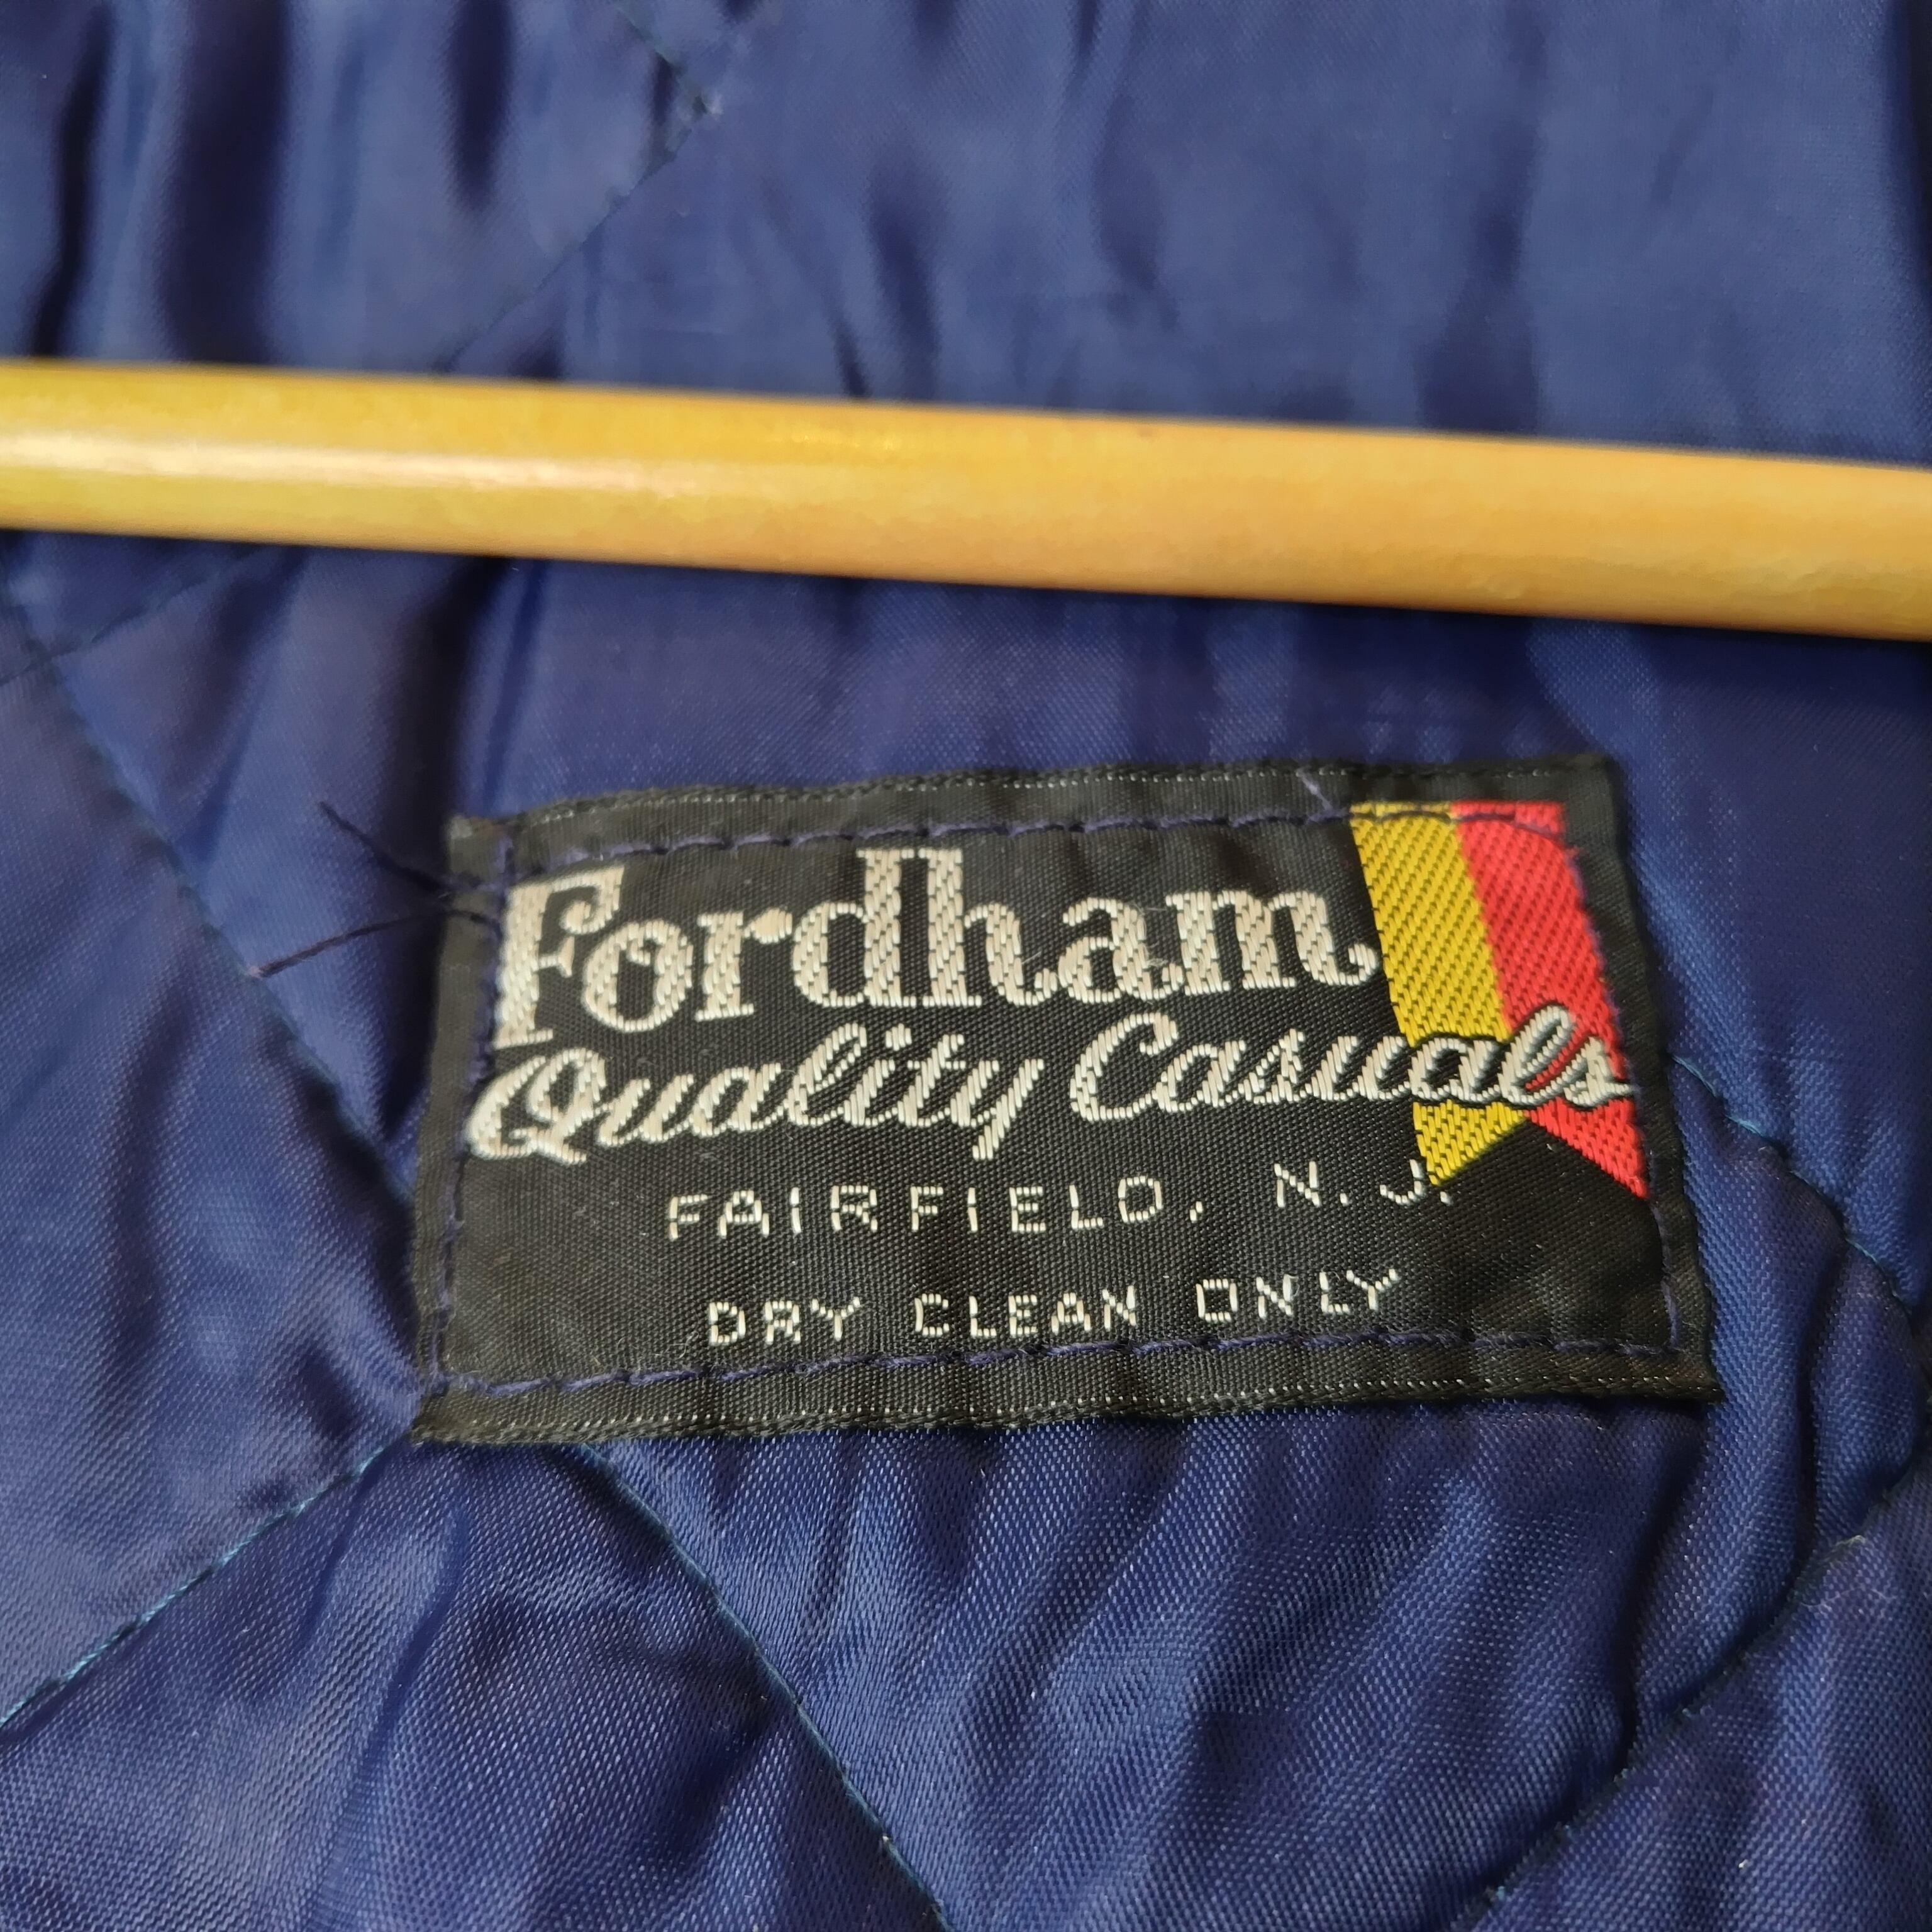 Fordham
Quality Casuals
FAIRFIELD, N.J.
DRY CLEAN ONLY